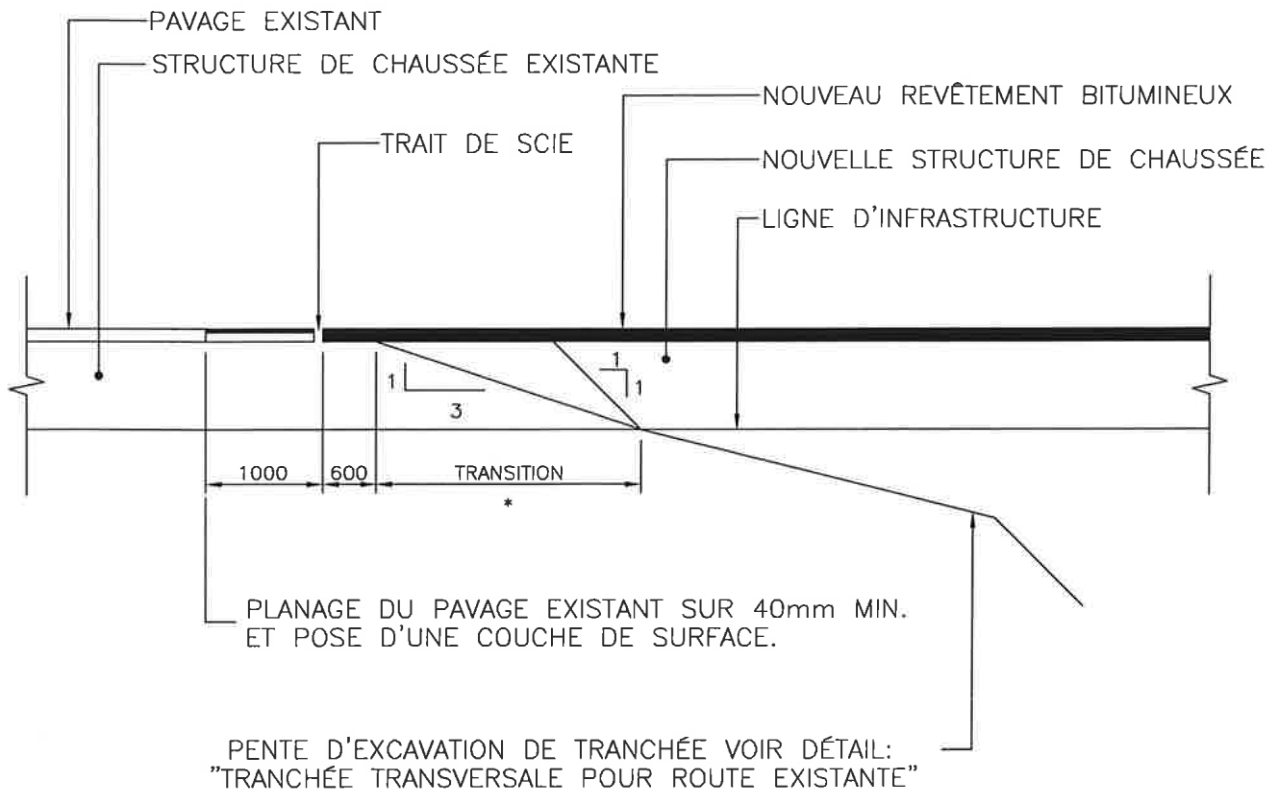 PAVAGE EXISTANT
STRUCTURE DE CHAUSSÉE EXISTANTE
NOUVEAU REVÊTEMENT BITUMINEUX
TRAIT DE SCIE
NOUVELLE STRUCTURE DE CHAUSSÉE
LIGNE D'INFRASTRUCTURE
1
1
1
3
1000
600
TRANSITION
*
PLANAGE DU PAVAGE EXISTANT SUR 40mm MIN.
ET POSE D'UNE COUCHE DE SURFACE.
PENTE D'EXCAVATION DE TRANCHÉE VOIR DÉTAIL:
"TRANCHÉE TRANSVERSALE POUR ROUTE EXISTANTE"